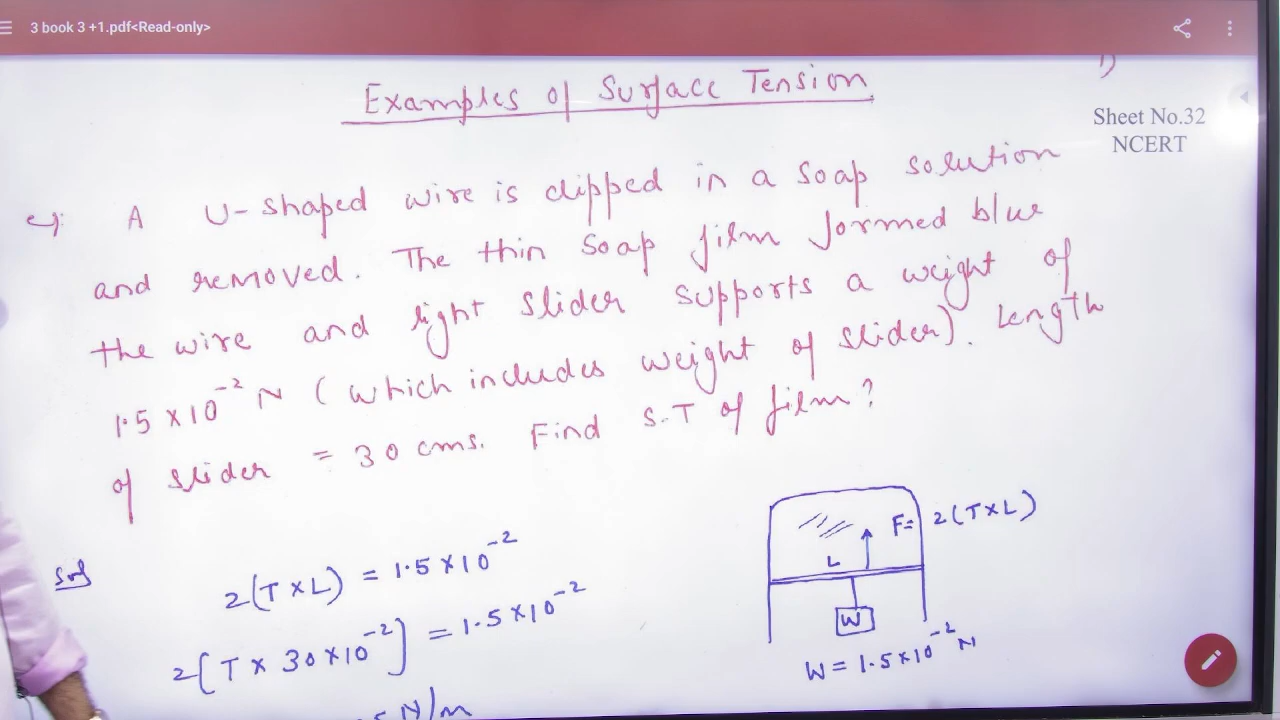 3 book 3 +1.pdf<Read-only>
Examples of Surface Tension
Sheet No.32
NCERT
eg: A U-shaped wire is dipped in a soap solution
and removed. The thin soap film formed b/w
the wire and light slider supports a weight of
1.5 × 10⁻² N (which includes weight of slider). Length
of slider = 30 cms. Find S.T of film?
Sol
2(T × L) = 1.5 × 10⁻²
2[T × 30 × 10⁻²] = 1.5 × 10⁻²
N/m
F = 2(T×L)
L
W
W = 1.5 × 10⁻² N